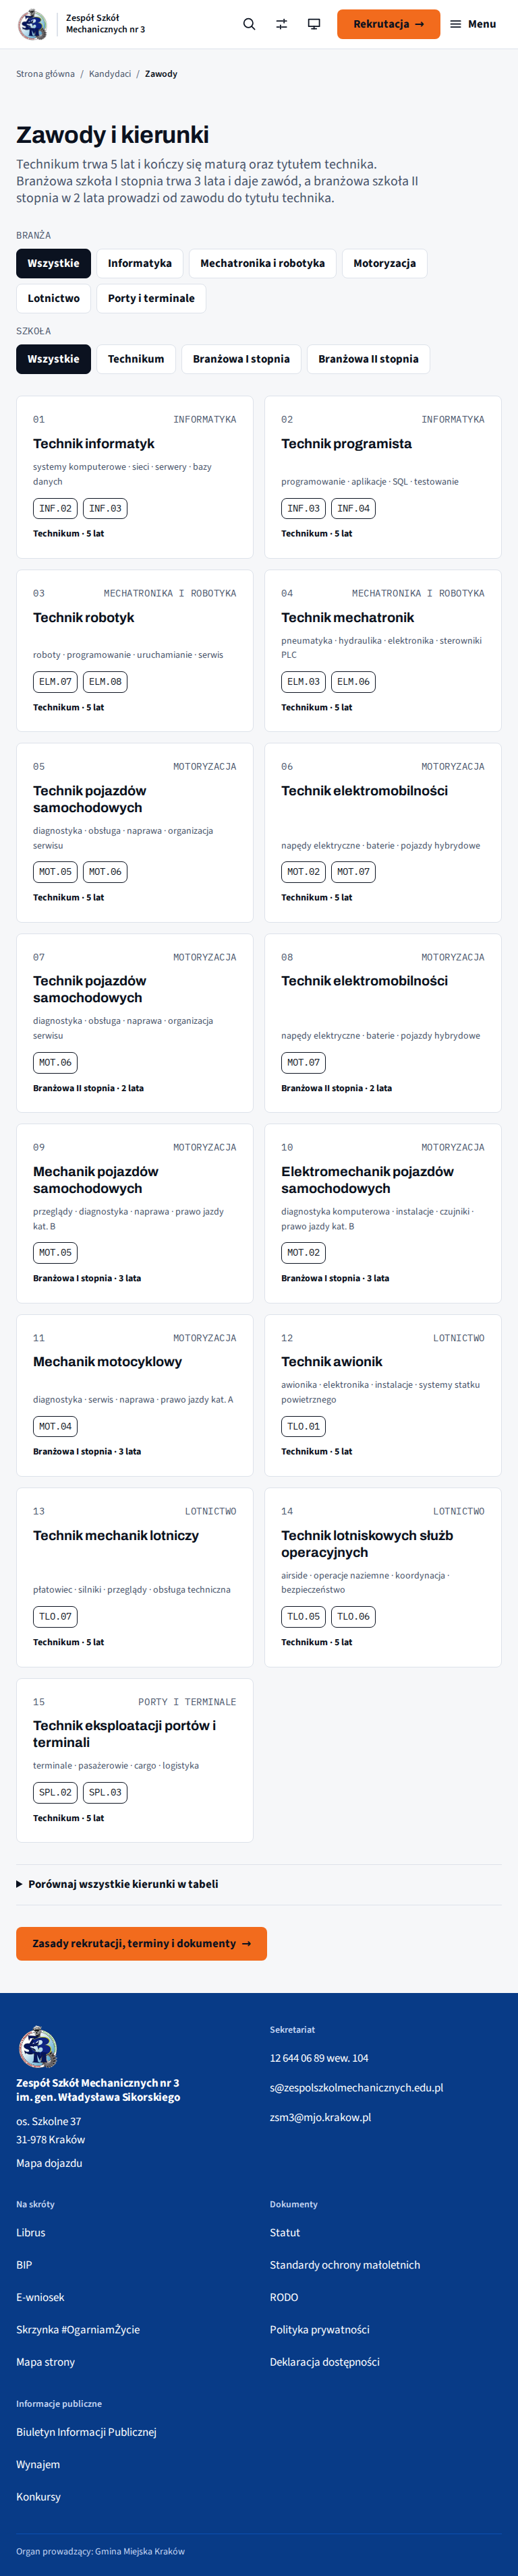 Zespół Szkół
Mechanicznych nr 3
Rekrutacja →
Menu
Strona główna / Kandydaci / Zawody
Zawody i kierunki
Technikum trwa 5 lat i kończy się maturą oraz tytułem technika.
Branżowa szkoła I stopnia trwa 3 lata i daje zawód, a branżowa szkoła II
stopnia w 2 lata prowadzi od zawodu do tytułu technika.
BRANŻA
Wszystkie Informatyka Mechatronika i robotyka Motoryzacja
Lotnictwo Porty i terminale
SZKOŁA
Wszystkie Technikum Branżowa I stopnia Branżowa II stopnia
01 INFORMATYKA
Technik informatyk
systemy komputerowe · sieci · serwery · bazy
danych
INF.02 INF.03
Technikum · 5 lat
02 INFORMATYKA
Technik programista
programowanie · aplikacje · SQL · testowanie
INF.03 INF.04
Technikum · 5 lat
03 MECHATRONIKA I ROBOTYKA
Technik robotyk
roboty · programowanie · uruchamianie · serwis
ELM.07 ELM.08
Technikum · 5 lat
04 MECHATRONIKA I ROBOTYKA
Technik mechatronik
pneumatyka · hydraulika · elektronika · sterowniki
PLC
ELM.03 ELM.06
Technikum · 5 lat
05 MOTORYZACJA
Technik pojazdów
samochodowych
diagnostyka · obsługa · naprawa · organizacja
serwisu
MOT.05 MOT.06
Technikum · 5 lat
06 MOTORYZACJA
Technik elektromobilności
napędy elektryczne · baterie · pojazdy hybrydowe
MOT.02 MOT.07
Technikum · 5 lat
07 MOTORYZACJA
Technik pojazdów
samochodowych
diagnostyka · obsługa · naprawa · organizacja
serwisu
MOT.06
Branżowa II stopnia · 2 lata
08 MOTORYZACJA
Technik elektromobilności
napędy elektryczne · baterie · pojazdy hybrydowe
MOT.07
Branżowa II stopnia · 2 lata
09 MOTORYZACJA
Mechanik pojazdów
samochodowych
przeglądy · diagnostyka · naprawa · prawo jazdy
kat. B
MOT.05
Branżowa I stopnia · 3 lata
10 MOTORYZACJA
Elektromechanik pojazdów
samochodowych
diagnostyka komputerowa · instalacje · czujniki ·
prawo jazdy kat. B
MOT.02
Branżowa I stopnia · 3 lata
11 MOTORYZACJA
Mechanik motocyklowy
diagnostyka · serwis · naprawa · prawo jazdy kat. A
MOT.04
Branżowa I stopnia · 3 lata
12 LOTNICTWO
Technik awionik
awionika · elektronika · instalacje · systemy statku
powietrznego
TLO.01
Technikum · 5 lat
13 LOTNICTWO
Technik mechanik lotniczy
płatowiec · silniki · przeglądy · obsługa techniczna
TLO.07
Technikum · 5 lat
14 LOTNICTWO
Technik lotniskowych służb
operacyjnych
airside · operacje naziemne · koordynacja ·
bezpieczeństwo
TLO.05 TLO.06
Technikum · 5 lat
15 PORTY I TERMINALE
Technik eksploatacji portów i
terminali
terminale · pasażerowie · cargo · logistyka
SPL.02 SPL.03
Technikum · 5 lat
Porównaj wszystkie kierunki w tabeli
Zasady rekrutacji, terminy i dokumenty →
Zespół Szkół Mechanicznych nr 3
im. gen. Władysława Sikorskiego
os. Szkolne 37
31-978 Kraków
Mapa dojazdu
Sekretariat
12 644 06 89 wew. 104
s@zespolszkolmechanicznych.edu.pl
zsm3@mjo.krakow.pl
Na skróty
Librus
BIP
E-wniosek
Skrzynka #OgarniamŻycie
Mapa strony
Dokumenty
Statut
Standardy ochrony małoletnich
RODO
Polityka prywatności
Deklaracja dostępności
Informacje publiczne
Biuletyn Informacji Publicznej
Wynajem
Konkursy
Organ prowadzący: Gmina Miejska Kraków